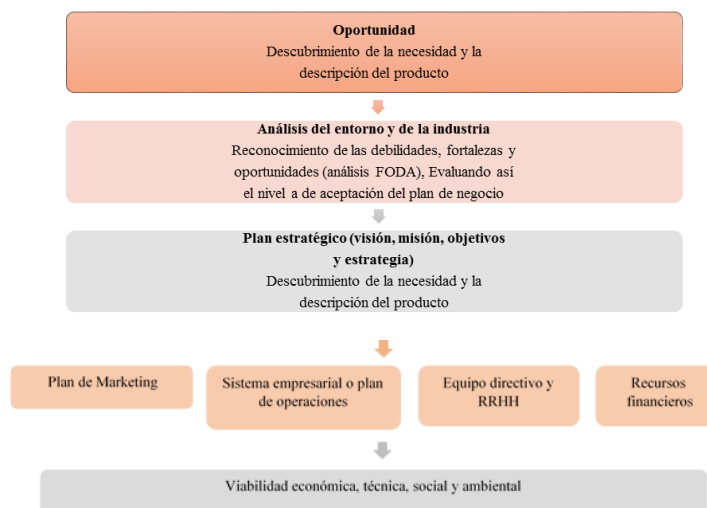 Oportunidad
Descubrimiento de la necesidad y la
descripción del producto
Análisis del entorno y de la industria
Reconocimiento de las debilidades, fortalezas y
oportunidades (análisis FODA), Evaluando así
el nivel a de aceptación del plan de negocio
Plan estratégico (visión, misión, objetivos
y estrategia)
Descubrimiento de la necesidad y la
descripción del producto
Plan de Marketing
Sistema empresarial o plan
de operaciones
Equipo directivo y
RRHH
Recursos
financieros
Viabilidad económica, técnica, social y ambiental